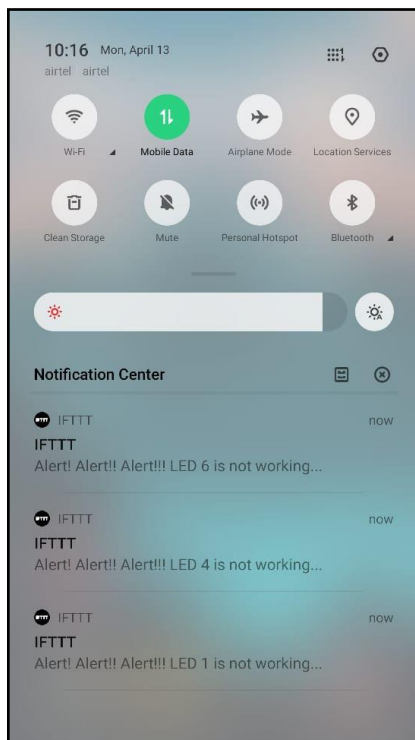 10:16 Mon, April 13
airtel airtel
Wi-Fi Mobile Data Airplane Mode Location Services
Clean Storage Mute Personal Hotspot Bluetooth
Notification Center
IFTTT now
IFTTT
Alert! Alert!! Alert!!! LED 6 is not working...
IFTTT now
IFTTT
Alert! Alert!! Alert!!! LED 4 is not working...
IFTTT now
IFTTT
Alert! Alert!! Alert!!! LED 1 is not working...